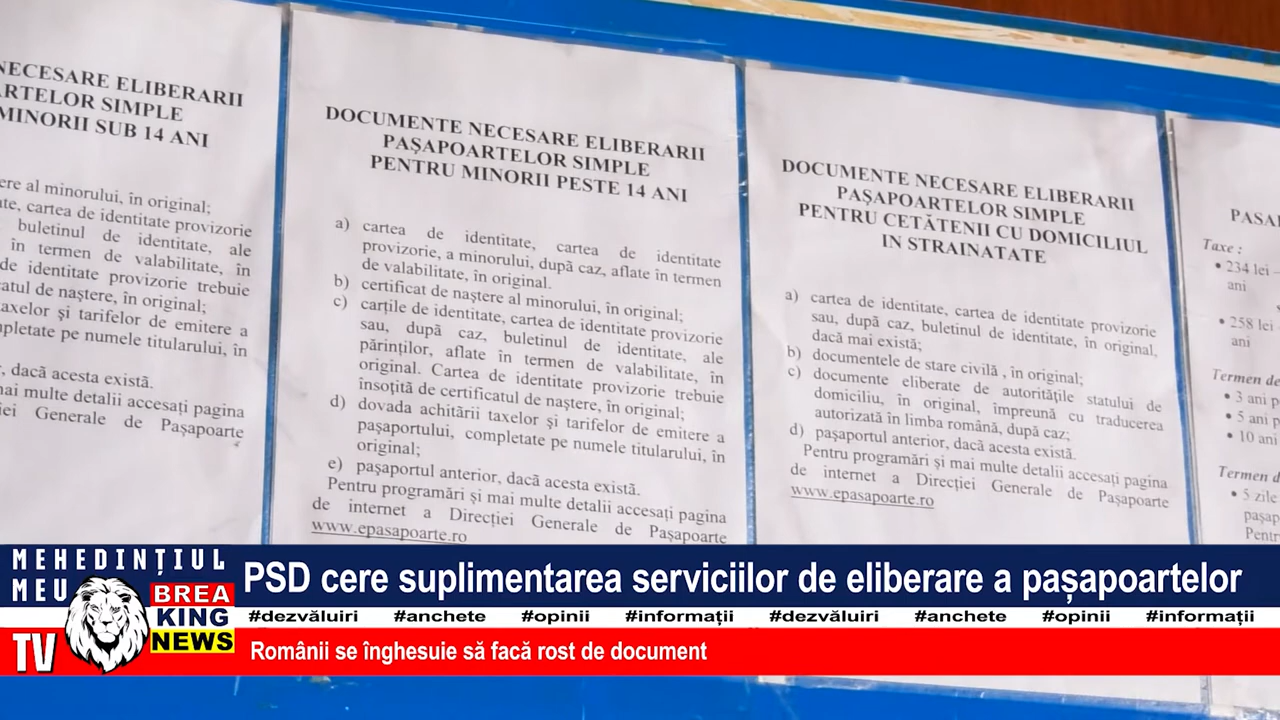 NECESARE ELIBERARII
SIMPLE
MINORII SUB 14 ANI
al minorului, în original;
cartea de identitate provizorie
buletinul de identitate, ale
în termen de valabilitate, în
de identitate provizorie trebuie
de naștere, în original;
și tarifelor de emitere a
pe numele titularului, în
dacă acesta există.
mai multe detalii accesați pagina
Generale de Pașapoarte
DOCUMENTE NECESARE ELIBERARII
PAȘAPOARTELOR SIMPLE
PENTRU MINORII PESTE 14 ANI
a) cartea de identitate, cartea de identitate
provizorie, a minorului, după caz, aflate în termen
de valabilitate, în original.
b) certificat de naștere al minorului, în original;
c) carțile de identitate, cartea de identitate provizorie
sau, după caz, buletinul de identitate, ale
părinților, aflate în termen de valabilitate, în
original. Cartea de identitate provizorie trebuie
însoțită de certificatul de naștere, în original;
d) dovada achitării taxelor și tarifelor de emitere a
pașaportului, completate pe numele titularului, în
original;
e) pașaportul anterior, dacă acesta există.
Pentru programări și mai multe detalii accesați pagina
de internet a Direcției Generale de Pașapoarte
www.epasapoarte.ro
DOCUMENTE NECESARE ELIBERARII
PAȘAPOARTELOR SIMPLE
PENTRU CETĂTENII CU DOMICILIUL
IN STRAINATATE
a) cartea de identitate, cartea de identitate provizorie
sau, după caz, buletinul de identitate, în original,
dacă mai există;
b) documentele de stare civilă , în original;
c) documente eliberate de autoritățile statului de
domiciliu, în original, împreună cu traducerea
autorizată în limba română, după caz;
d) pașaportul anterior, dacă acesta există.
Pentru programări și mai multe detalii accesați pagina
de internet a Direcției Generale de Pașapoarte
www.epasapoarte.ro
Taxe :
• 234 lei
ani
• 258 lei
ani
Termen
• 3 ani
• 5 ani
• 10 ani
Termen
• 5 zile
MEHEDINȚIUL
MEU
TV
BREA
KING
NEWS
PSD cere suplimentarea serviciilor de eliberare a pașapoartelor
#dezvăluiri #anchete #opinii #informații #dezvăluiri #anchete #opinii #informații
Românii se înghesuie să facă rost de document